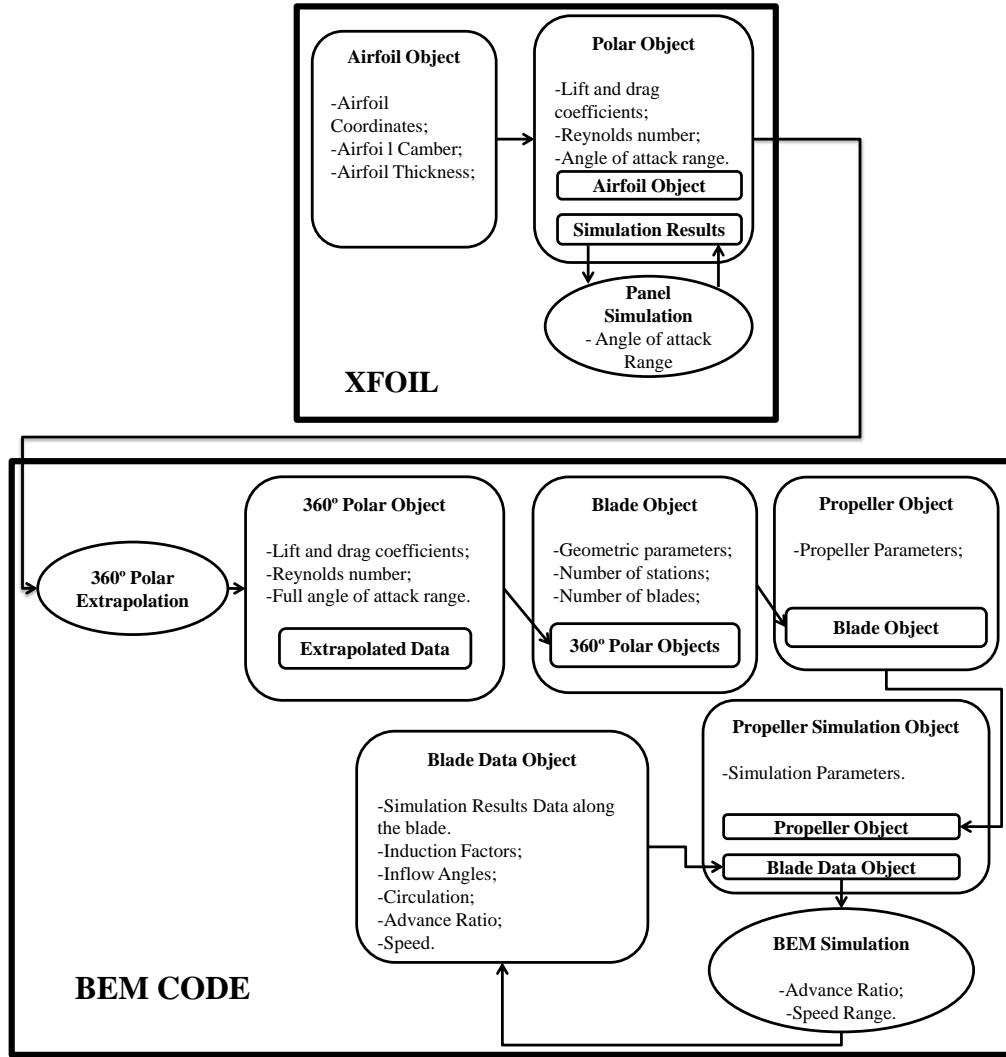 Airfoil Object
-Airfoil
Coordinates;
-Airfoi l Camber;
-Airfoil Thickness;
Polar Object
-Lift and drag
coefficients;
-Reynolds number;
-Angle of attack range.
Airfoil Object
Simulation Results
Panel
Simulation
- Angle of attack
Range
XFOIL
360º Polar
Extrapolation
360º Polar Object
-Lift and drag coefficients;
-Reynolds number;
-Full angle of attack range.
Extrapolated Data
Blade Object
-Geometric parameters;
-Number of stations;
-Number of blades;
360º Polar Objects
Propeller Object
-Propeller Parameters;
Blade Object
Propeller Simulation Object
-Simulation Parameters.
Propeller Object
Blade Data Object
Blade Data Object
-Simulation Results Data along
the blade.
-Induction Factors;
-Inflow Angles;
-Circulation;
-Advance Ratio;
-Speed.
BEM Simulation
-Advance Ratio;
-Speed Range.
BEM CODE